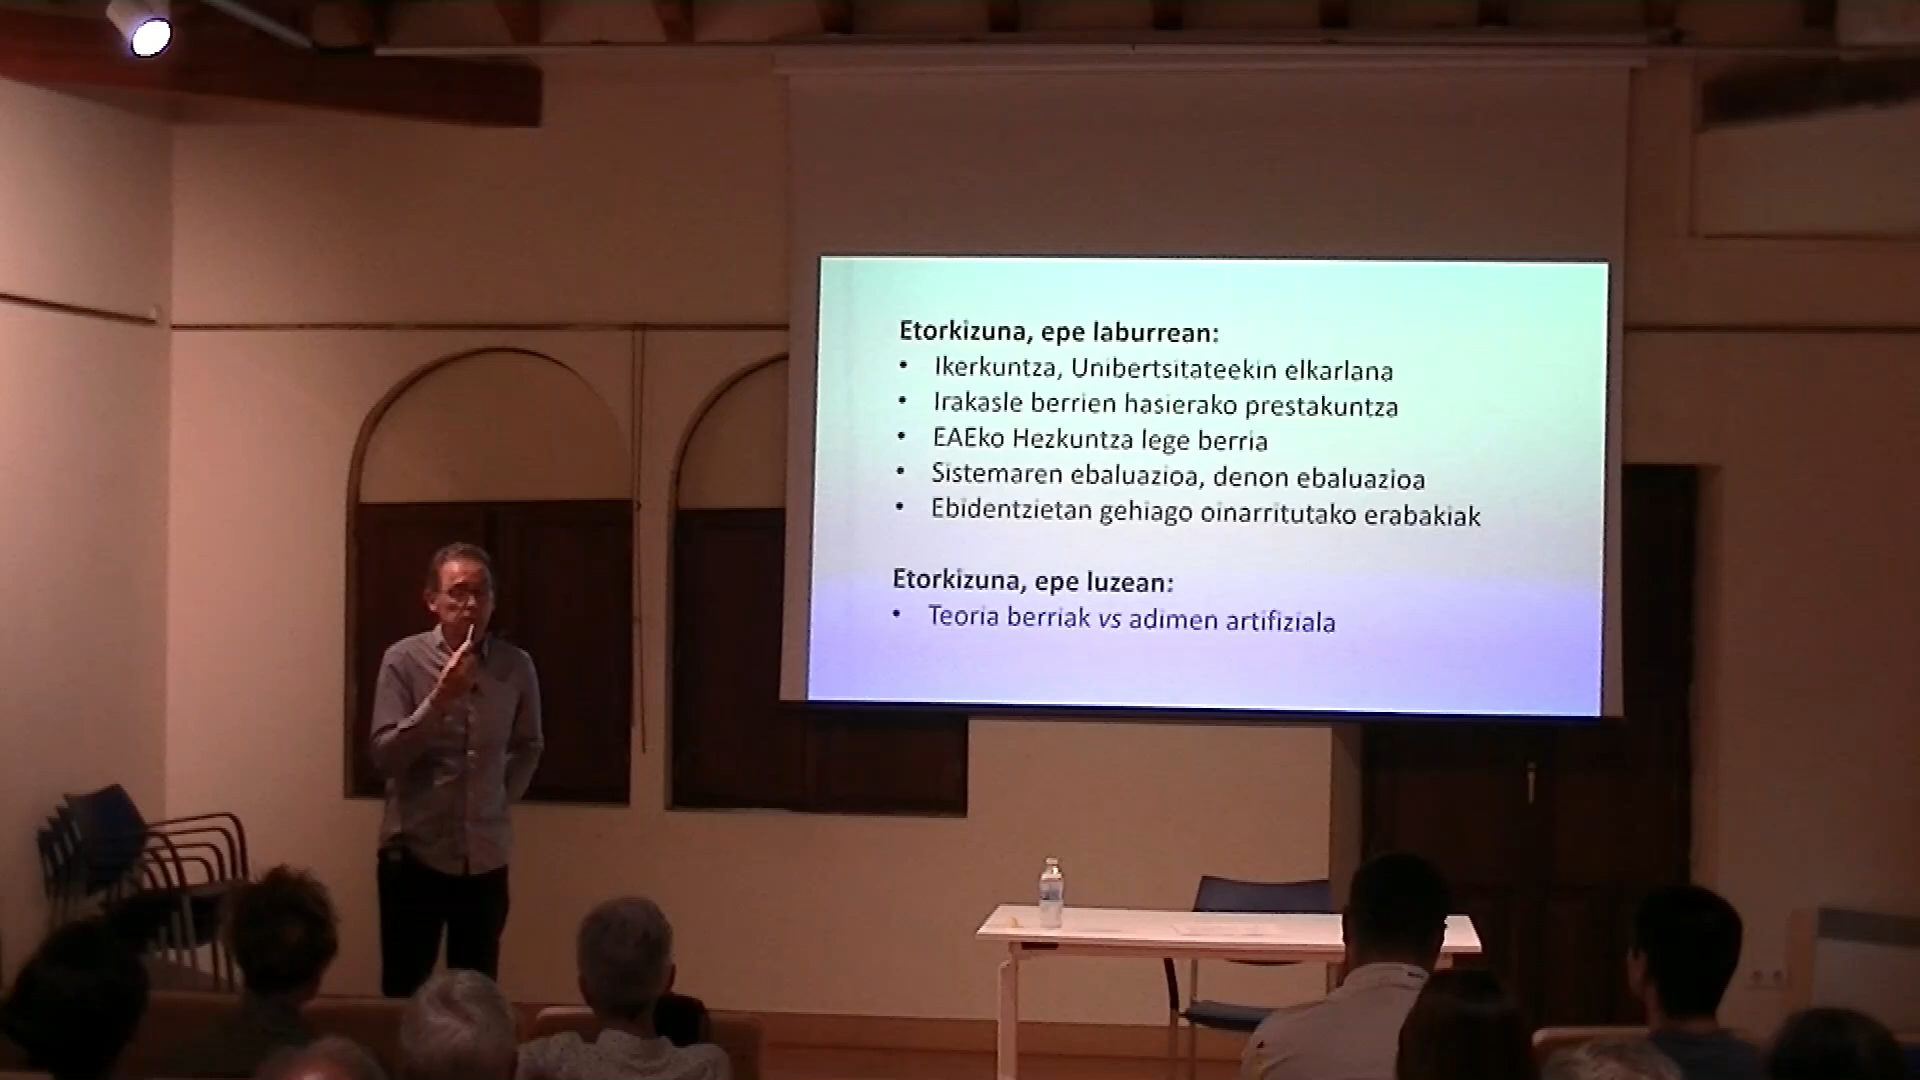 Etorkizuna, epe laburrean:
• Ikerkuntza, Unibertsitateekin elkarlana
• Irakasle berrien hasierako prestakuntza
• EAEko Hezkuntza lege berria
• Sistemaren ebaluazioa, denon ebaluazioa
• Ebidentzietan gehiago oinarritutako erabakiak
Etorkizuna, epe luzean:
• Teoria berriak vs adimen artifiziala